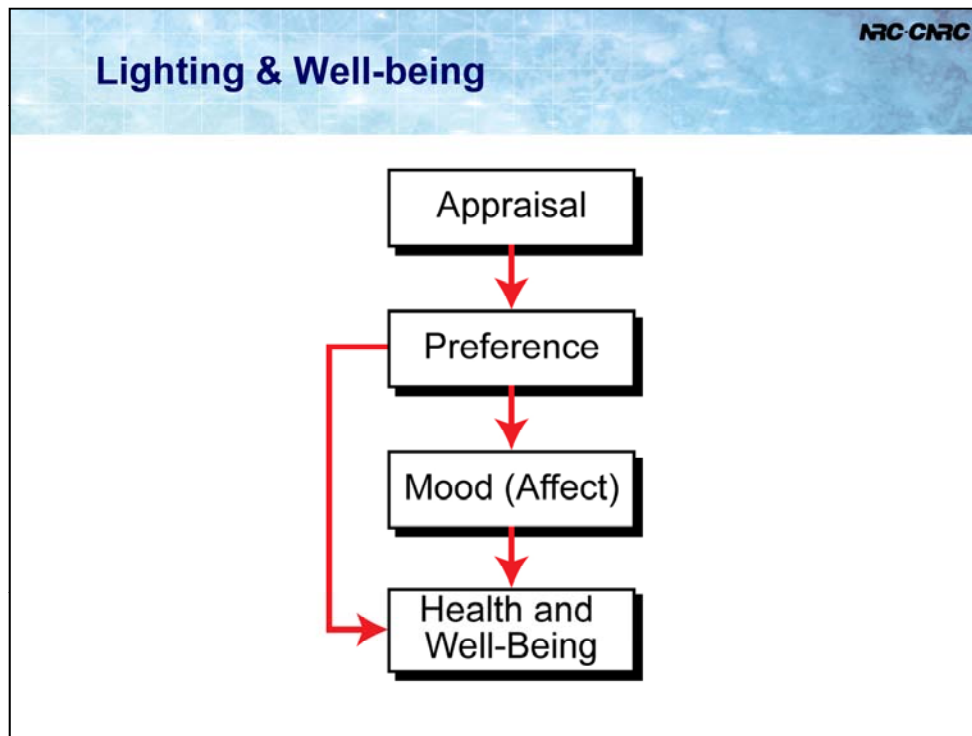 NRC·CNRC
Lighting & Well-being
Appraisal
Preference
Mood (Affect)
Health and
Well-Being